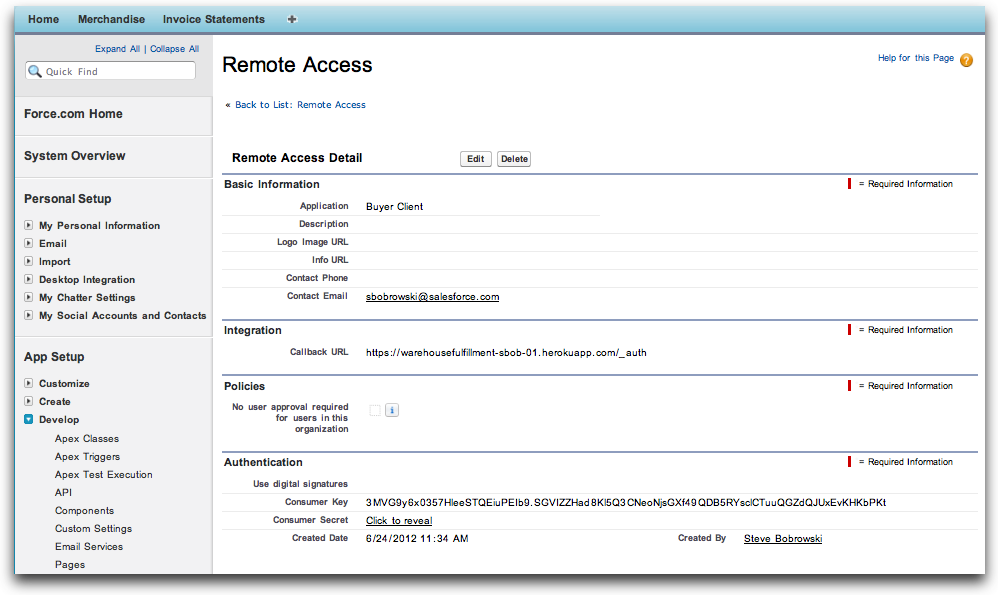 Home Merchandise Invoice Statements
Expand All | Collapse All
Quick Find
Force.com Home
System Overview
Personal Setup
My Personal Information
Email
Import
Desktop Integration
My Chatter Settings
My Social Accounts and Contacts
App Setup
Customize
Create
Develop
Apex Classes
Apex Triggers
Apex Test Execution
API
Components
Custom Settings
Email Services
Pages
Remote Access
Help for this Page ?
« Back to List: Remote Access
Remote Access Detail Edit Delete
Basic Information = Required Information
Application Buyer Client
Description
Logo Image URL
Info URL
Contact Phone
Contact Email sbobrowski@salesforce.com
Integration = Required Information
Callback URL https://warehousefulfillment-sbob-01.herokuapp.com/_auth
Policies = Required Information
No user approval required
for users in this
organization
Authentication = Required Information
Use digital signatures
Consumer Key 3MVG9y6x0357HleeSTQEiuPEIb9.SGVIZZHad8Kl5Q3CNeoNjsGXf49QDB5RYsclCTuuQGZdQJUxEvKHKbPKt
Consumer Secret Click to reveal
Created Date 6/24/2012 11:34 AM Created By Steve Bobrowski